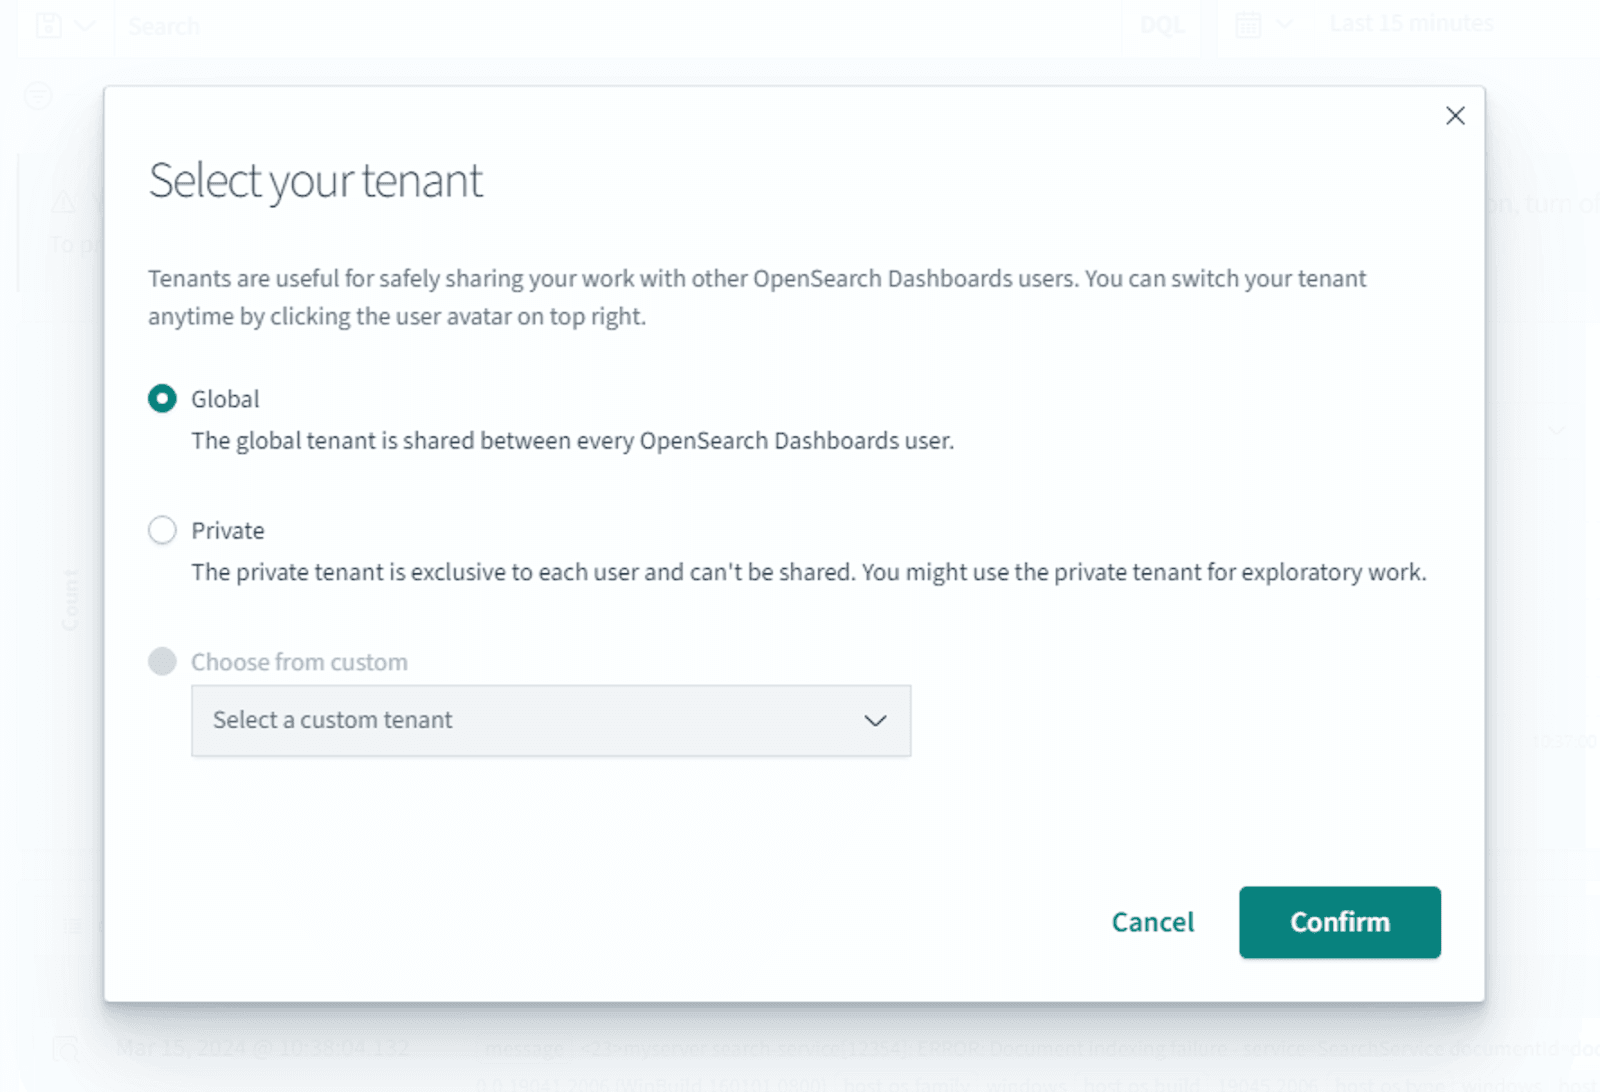 Search
DQL
Last 15 minutes
Select your tenant
Tenants are useful for safely sharing your work with other OpenSearch Dashboards users. You can switch your tenant
anytime by clicking the user avatar on top right.
Global
The global tenant is shared between every OpenSearch Dashboards user.
Private
The private tenant is exclusive to each user and can't be shared. You might use the private tenant for exploratory work.
Count
Choose from custom
Select a custom tenant
Cancel
Confirm
Mar 15, 2024 @ 10:38:04.132